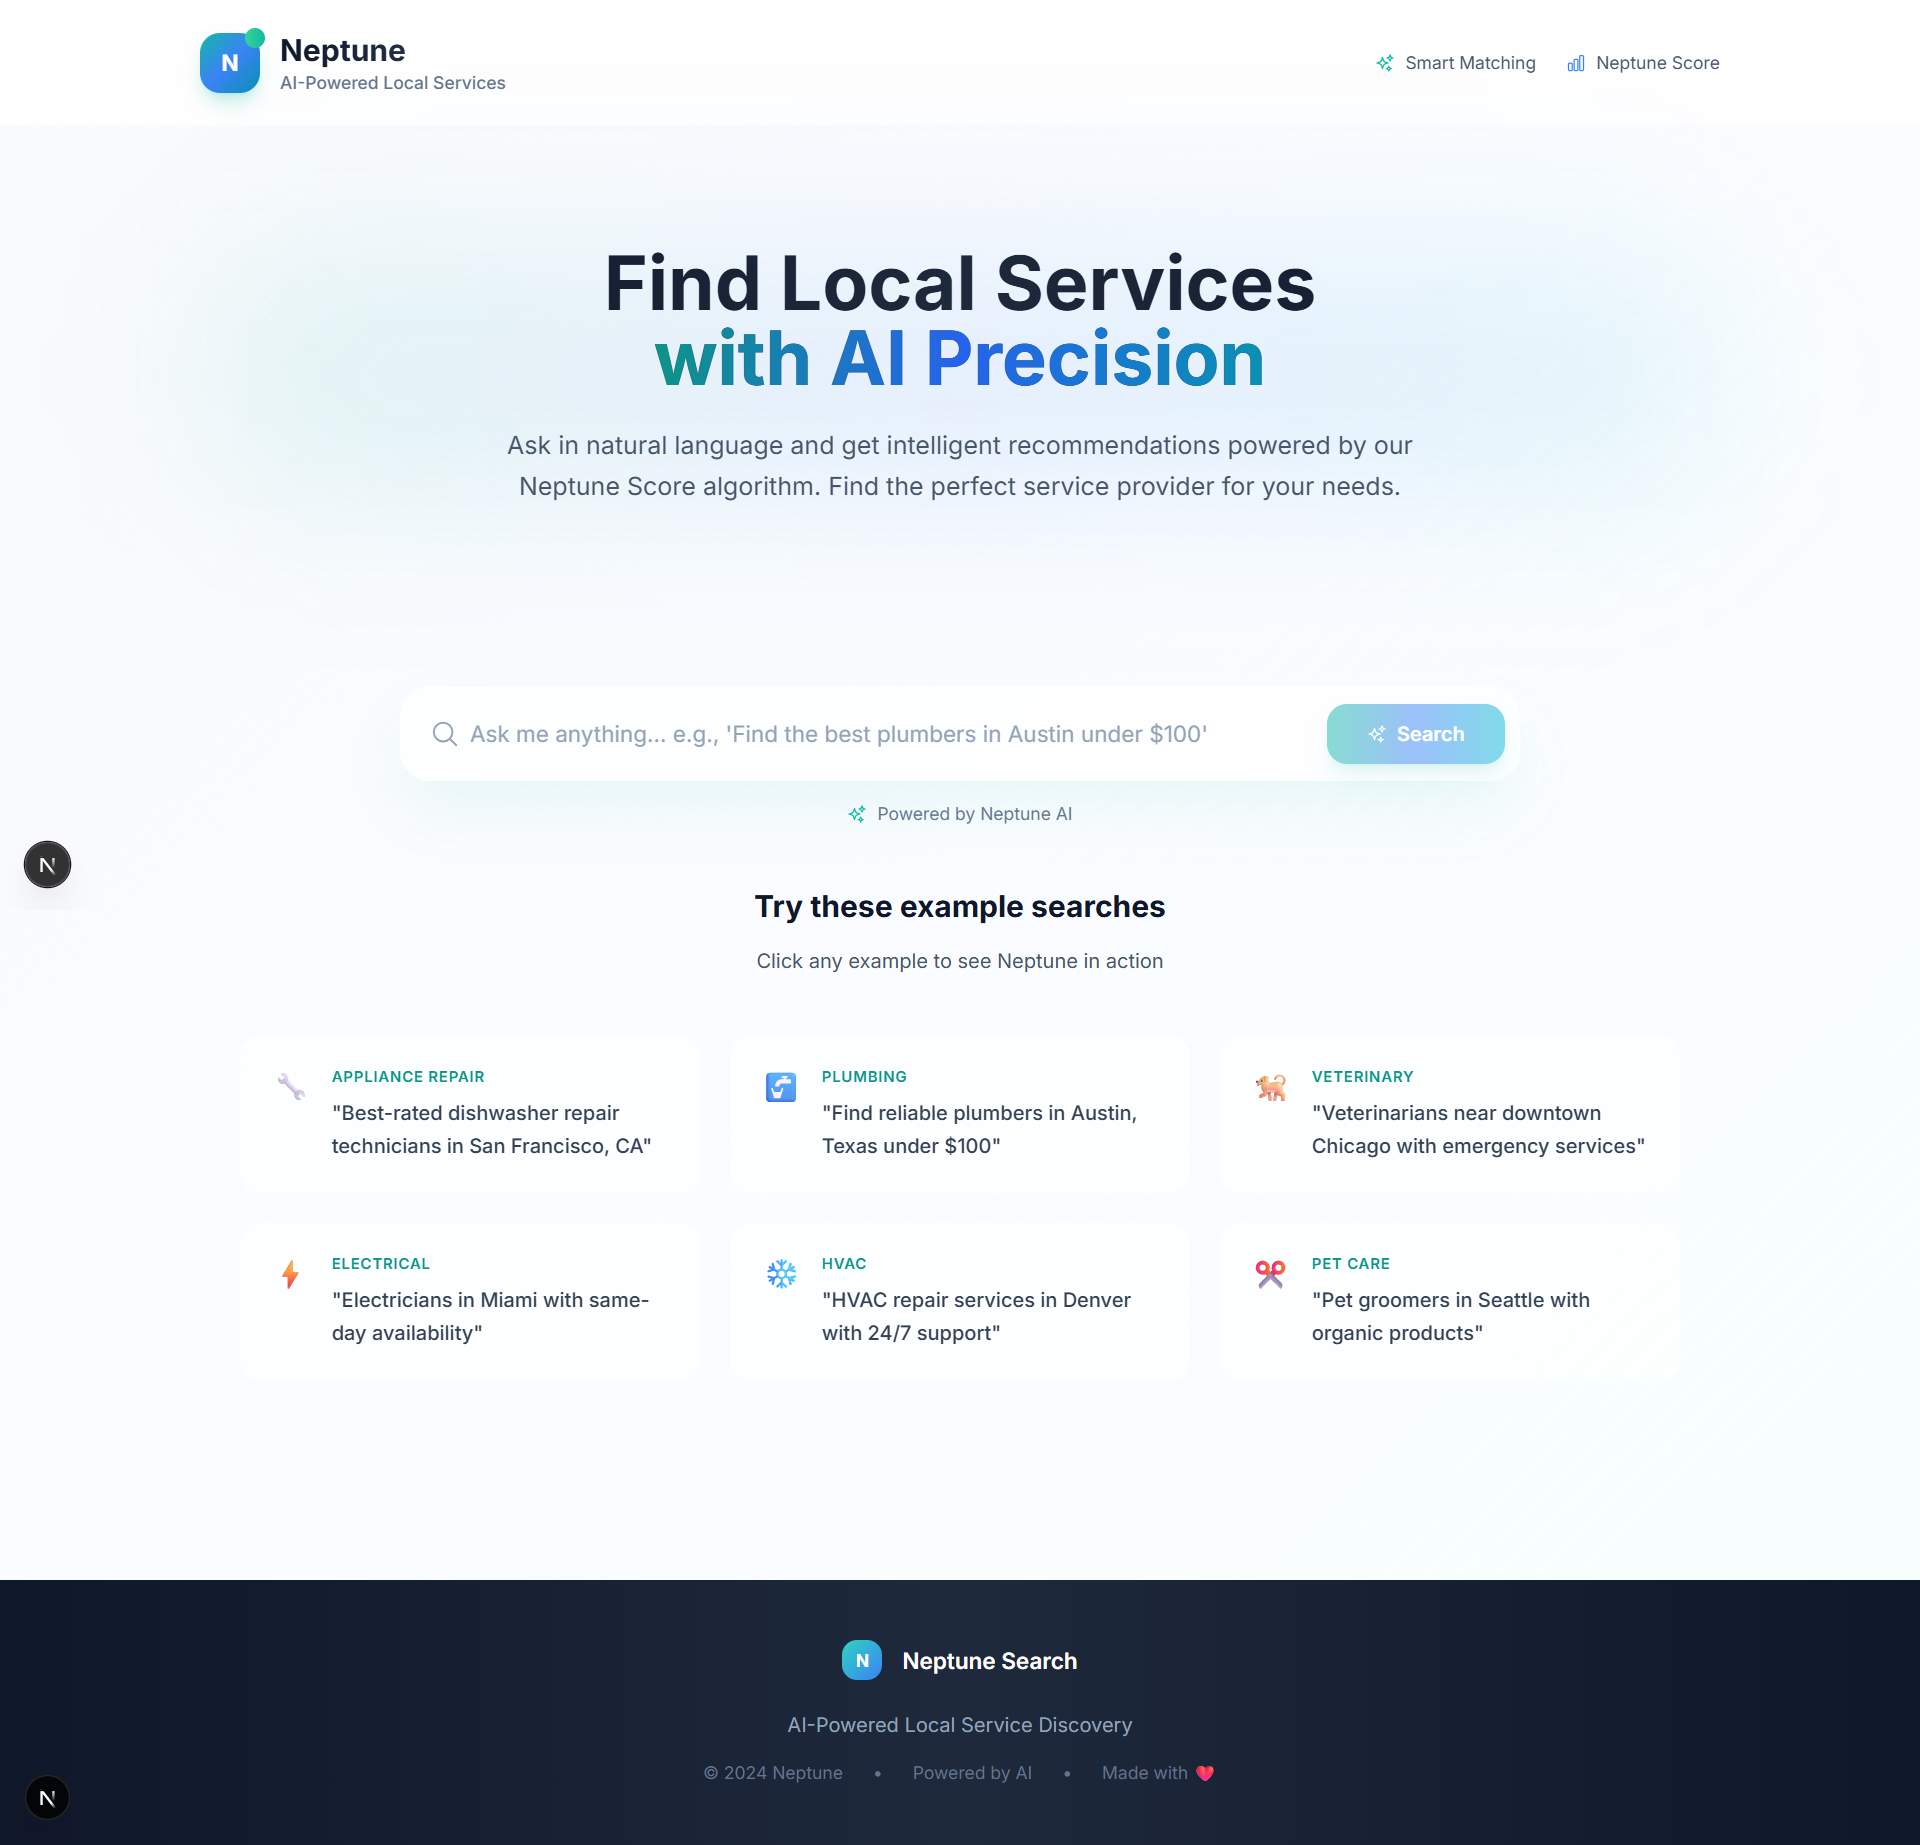 N
Neptune
AI-Powered Local Services
Smart Matching
Neptune Score
Find Local Services
with AI Precision
Ask in natural language and get intelligent recommendations powered by our
Neptune Score algorithm. Find the perfect service provider for your needs.
Ask me anything... e.g., 'Find the best plumbers in Austin under $100'
Search
Powered by Neptune AI
N
Try these example searches
Click any example to see Neptune in action
APPLIANCE REPAIR
"Best-rated dishwasher repair
technicians in San Francisco, CA"
PLUMBING
"Find reliable plumbers in Austin,
Texas under $100"
VETERINARY
"Veterinarians near downtown
Chicago with emergency services"
ELECTRICAL
"Electricians in Miami with same-
day availability"
HVAC
"HVAC repair services in Denver
with 24/7 support"
PET CARE
"Pet groomers in Seattle with
organic products"
N
Neptune Search
AI-Powered Local Service Discovery
© 2024 Neptune • Powered by AI • Made with ❤️
N